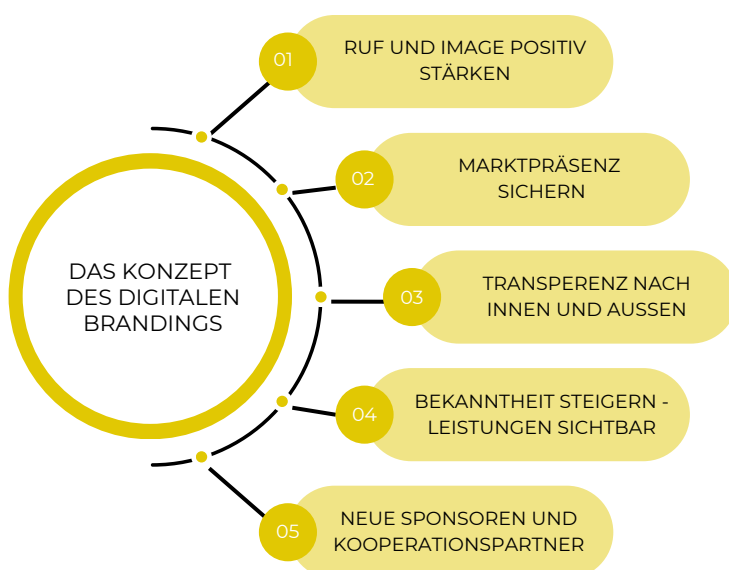 01
RUF UND IMAGE POSITIV
STÄRKEN
02
MARKTPRÄSENZ
SICHERN
DAS KONZEPT
DES DIGITALEN
BRANDINGS
03
TRANSPARENZ NACH
INNEN UND AUSSEN
04
BEKANNTHEIT STEIGERN -
LEISTUNGEN SICHTBAR
05
NEUE SPONSOREN UND
KOOPERATIONSPARTNER